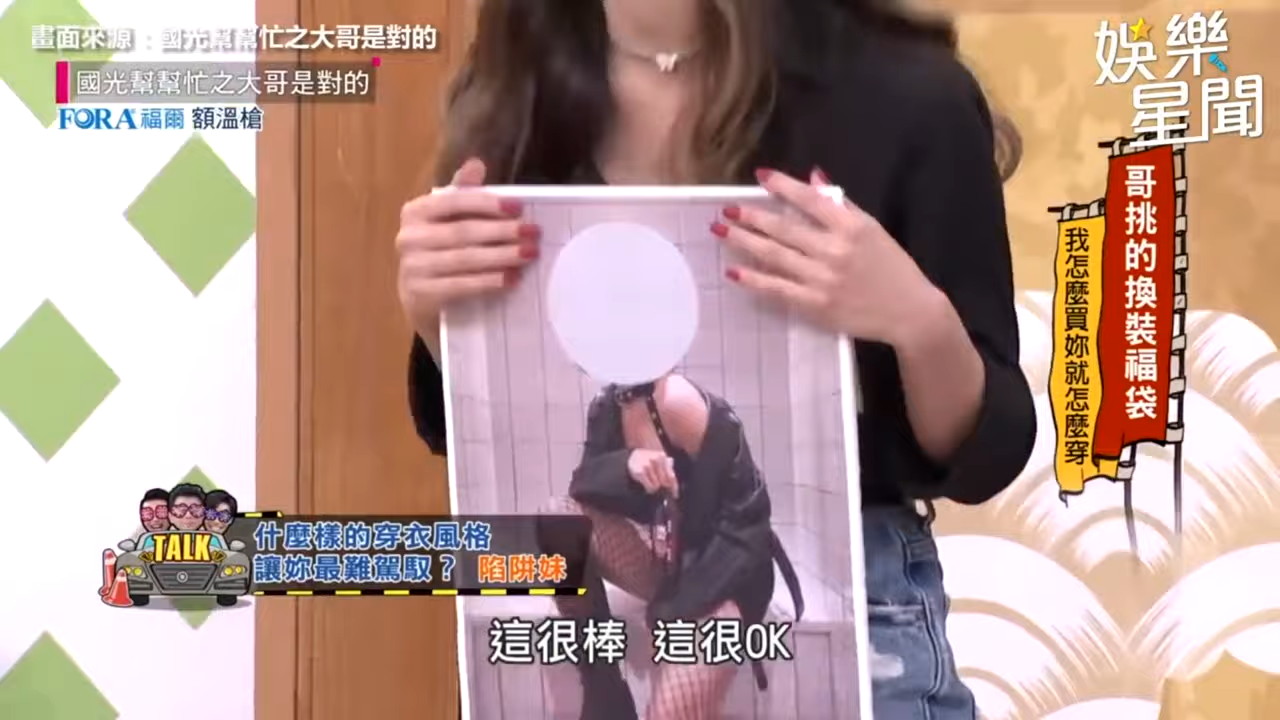 畫面來源：國光幫幫忙之大哥是對的
國光幫幫忙之大哥是對的
FORA 福爾 額溫槍
娛樂
星聞
哥挑的換裝福袋
我怎麼買妳就怎麼穿
TALK
什麼樣的穿衣風格
讓妳最難駕馭？ 陷阱妹
這很棒 這很OK